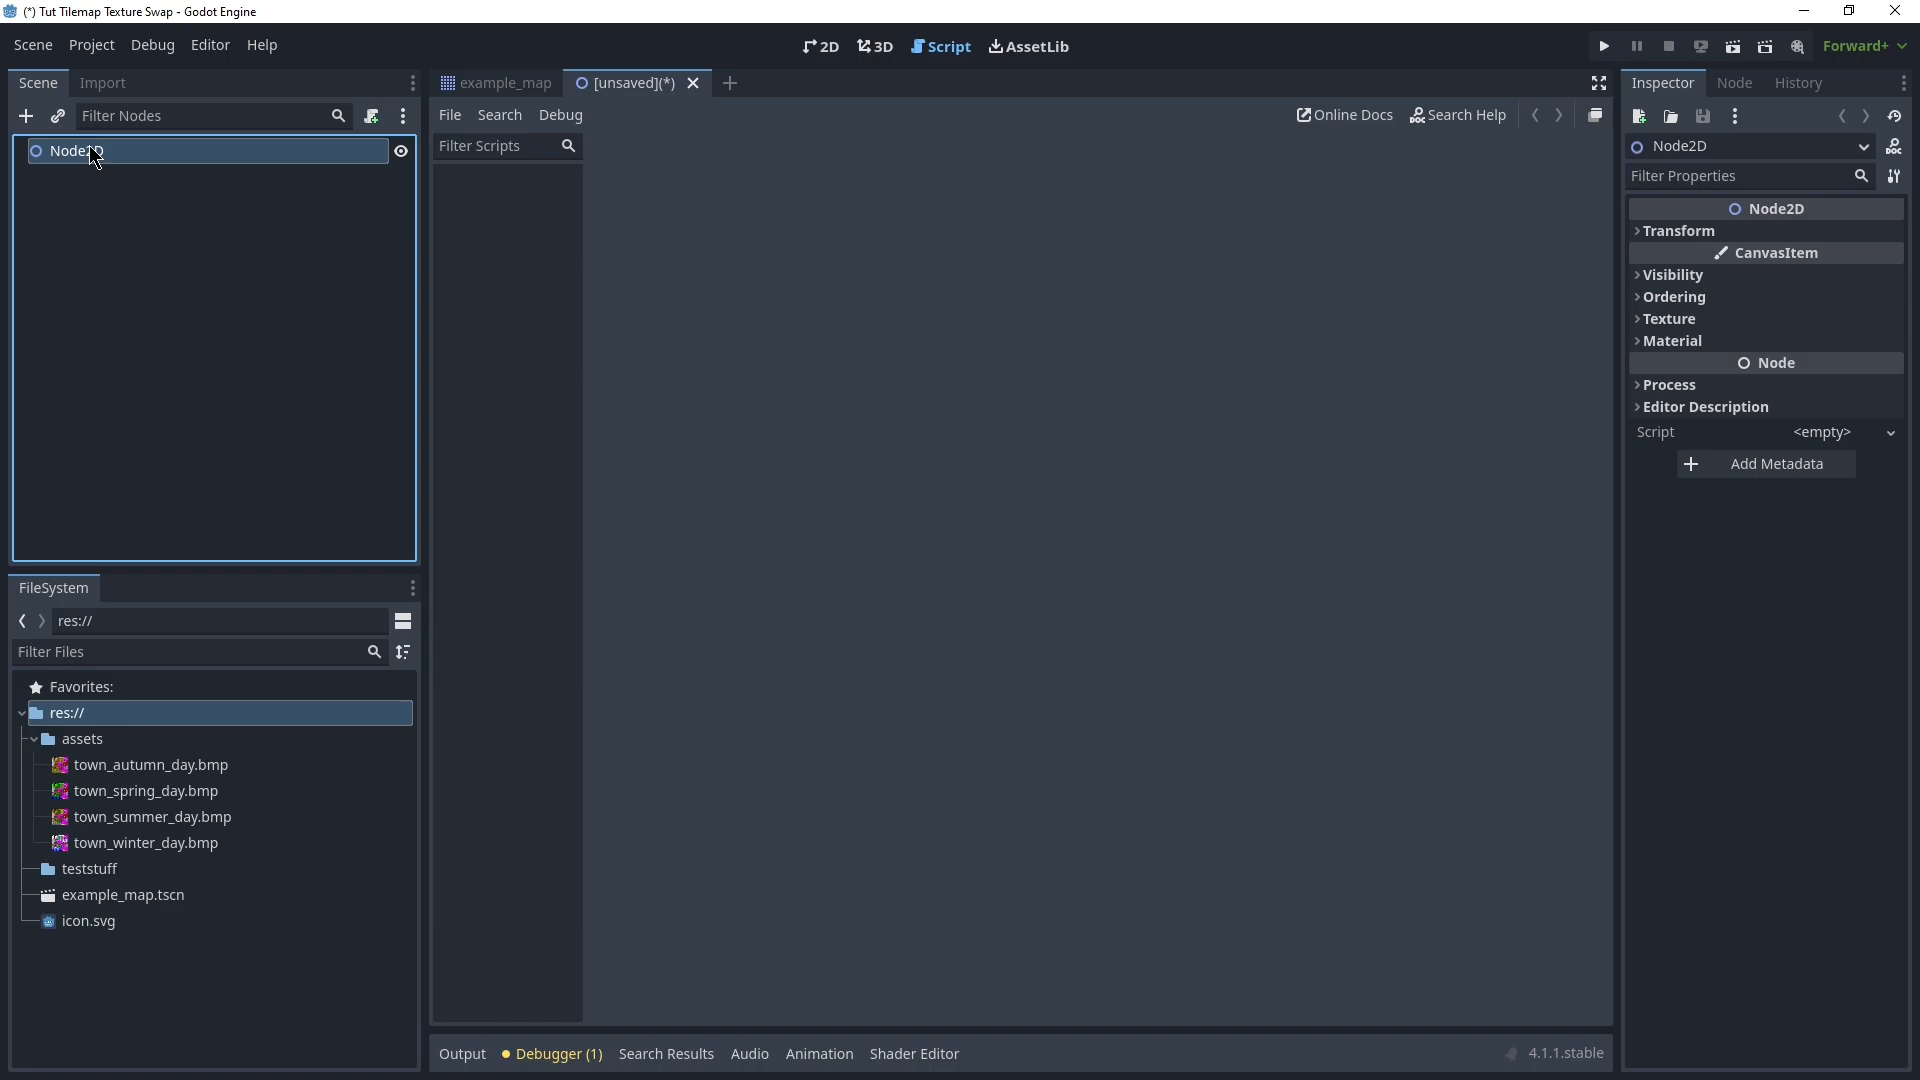 (*) Tut Tilemap Texture Swap - Godot Engine
Scene Project Debug Editor Help
2D 3D Script AssetLib
Forward+
Scene Import
example_map [unsaved](*)
Inspector Node History
Filter Nodes
File Search Debug
Online Docs Search Help
Node2D
Filter Scripts
Node2D
Filter Properties
Node2D
Transform
CanvasItem
Visibility
Ordering
Texture
Material
Node
Process
Editor Description
Script <empty>
Add Metadata
FileSystem
res://
Filter Files
Favorites:
res://
assets
town_autumn_day.bmp
town_spring_day.bmp
town_summer_day.bmp
town_winter_day.bmp
teststuff
example_map.tscn
icon.svg
Output Debugger (1) Search Results Audio Animation Shader Editor
4.1.1.stable